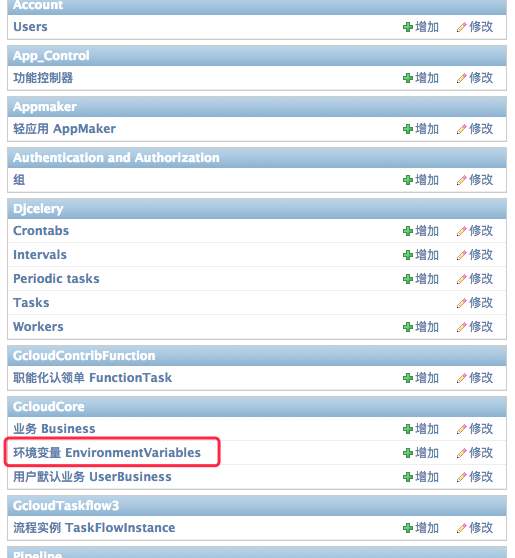 Account
Users 增加 修改
App_Control
功能控制器 增加 修改
Appmaker
轻应用 AppMaker 增加 修改
Authentication and Authorization
组 增加 修改
Djcelery
Crontabs 增加 修改
Intervals 增加 修改
Periodic tasks 增加 修改
Tasks 修改
Workers 增加 修改
GcloudContribFunction
职能化认领单 FunctionTask 增加 修改
GcloudCore
业务 Business 增加 修改
环境变量 EnvironmentVariables 增加 修改
用户默认业务 UserBusiness 增加 修改
GcloudTaskflow3
流程实例 TaskFlowInstance 增加 修改
Pipeline